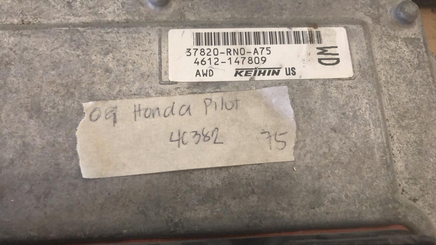 37820-RN0-A75
4612-147809
AWD KEIHIN US
WD
09 Honda Pilot
4C382 75